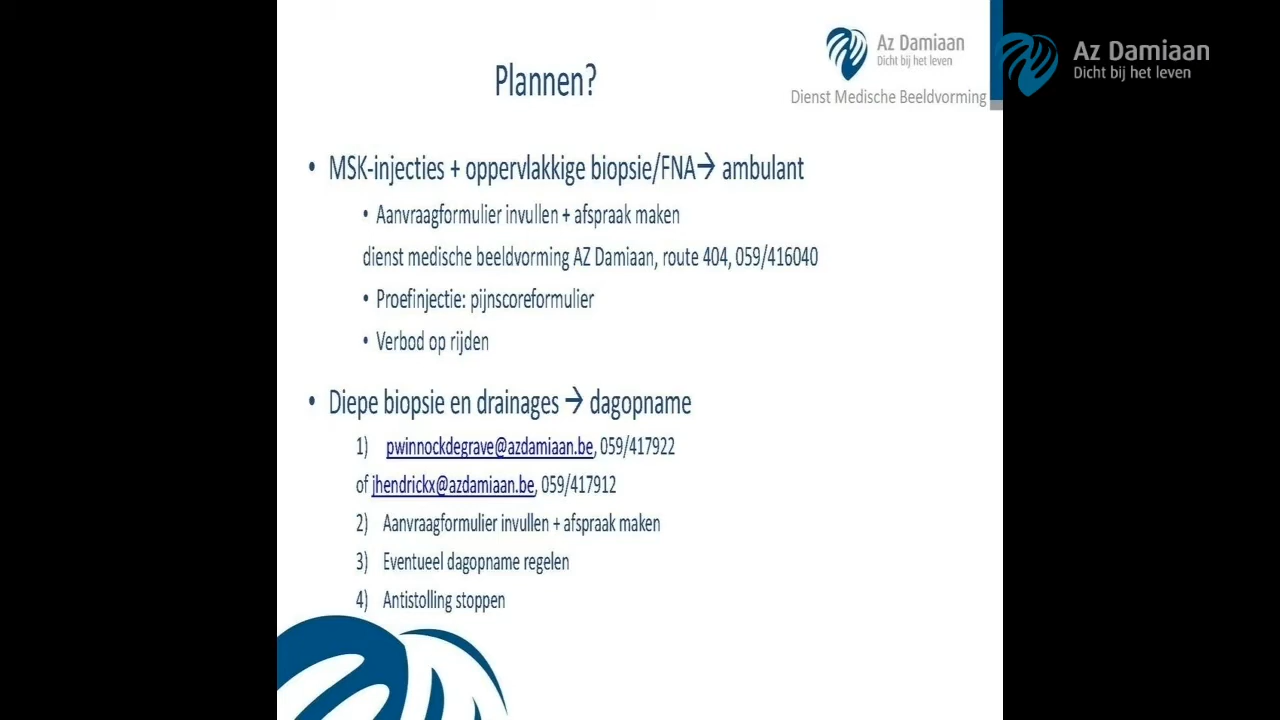 Az Damiaan
Dicht bij het leven
Dienst Medische Beeldvorming
Az Damiaan
Dicht bij het leven
Plannen?
• MSK-injecties + oppervlakkige biopsie/FNA→ ambulant
• Aanvraagformulier invullen + afspraak maken
dienst medische beeldvorming AZ Damiaan, route 404, 059/416040
• Proefinjectie: pijnscoreformulier
• Verbod op rijden
• Diepe biopsie en drainages → dagopname
1) pwinnockdegrave@azdamiaan.be, 059/417922
of jhendrickx@azdamiaan.be, 059/417912
2) Aanvraagformulier invullen + afspraak maken
3) Eventueel dagopname regelen
4) Antistolling stoppen